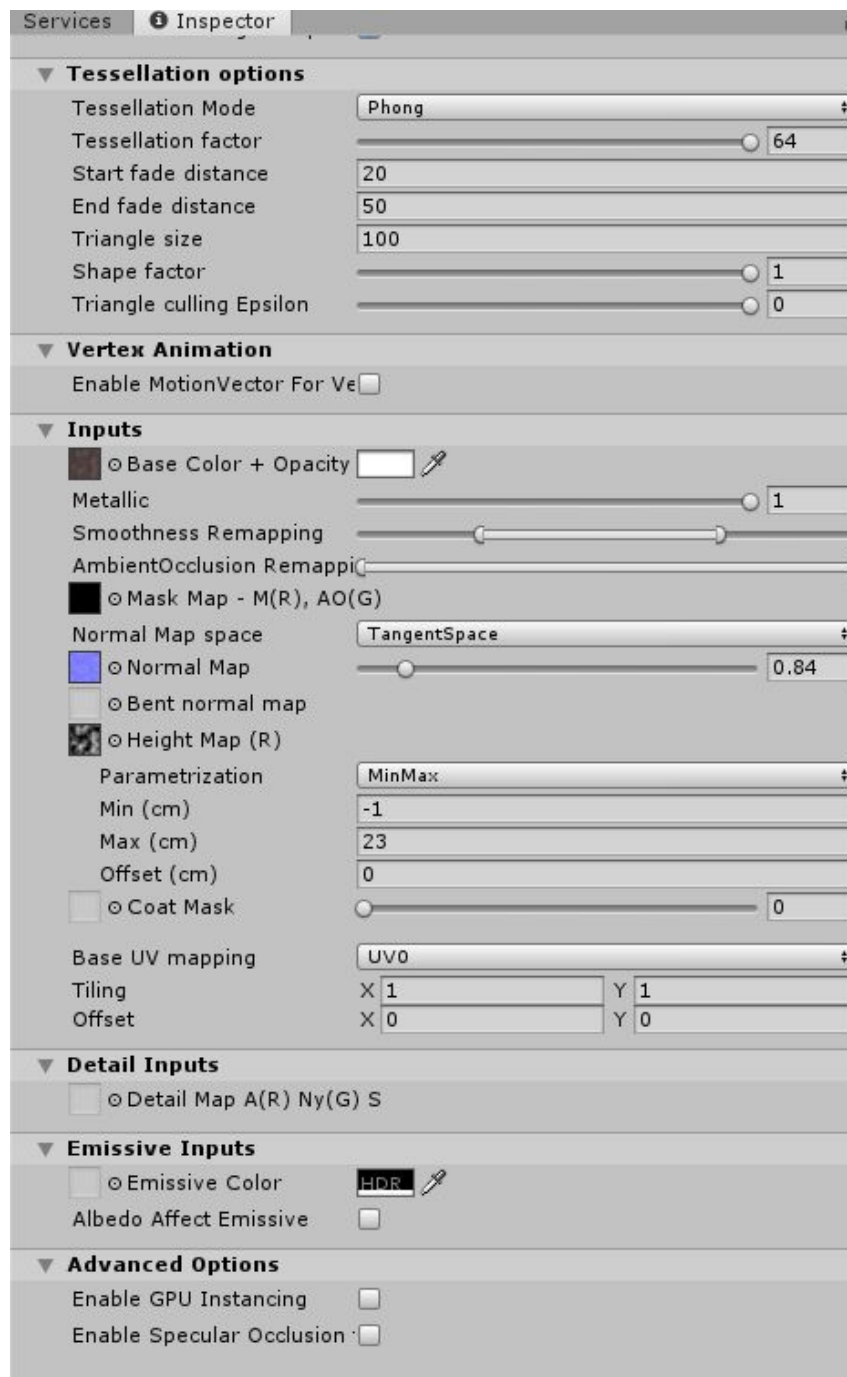 Services Inspector
Tessellation options
Tessellation Mode Phong
Tessellation factor 64
Start fade distance 20
End fade distance 50
Triangle size 100
Shape factor 1
Triangle culling Epsilon 0
Vertex Animation
Enable MotionVector For Ve
Inputs
Base Color + Opacity
Metallic 1
Smoothness Remapping
AmbientOcclusion Remappi
Mask Map - M(R), AO(G)
Normal Map space TangentSpace
Normal Map 0.84
Bent normal map
Height Map (R)
Parametrization MinMax
Min (cm) -1
Max (cm) 23
Offset (cm) 0
Coat Mask 0
Base UV mapping UV0
Tiling X 1 Y 1
Offset X 0 Y 0
Detail Inputs
Detail Map A(R) Ny(G) S
Emissive Inputs
Emissive Color HDR
Albedo Affect Emissive
Advanced Options
Enable GPU Instancing
Enable Specular Occlusion